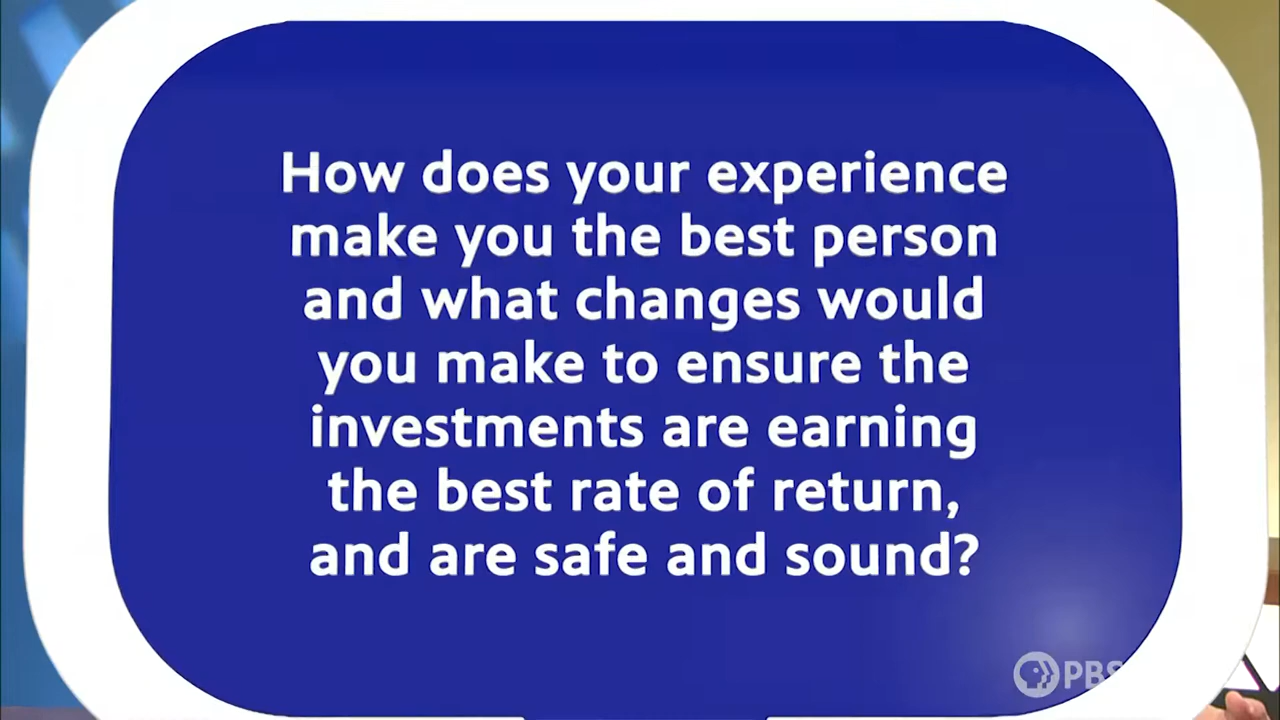 How does your experience
make you the best person
and what changes would
you make to ensure the
investments are earning
the best rate of return,
and are safe and sound?
PBS